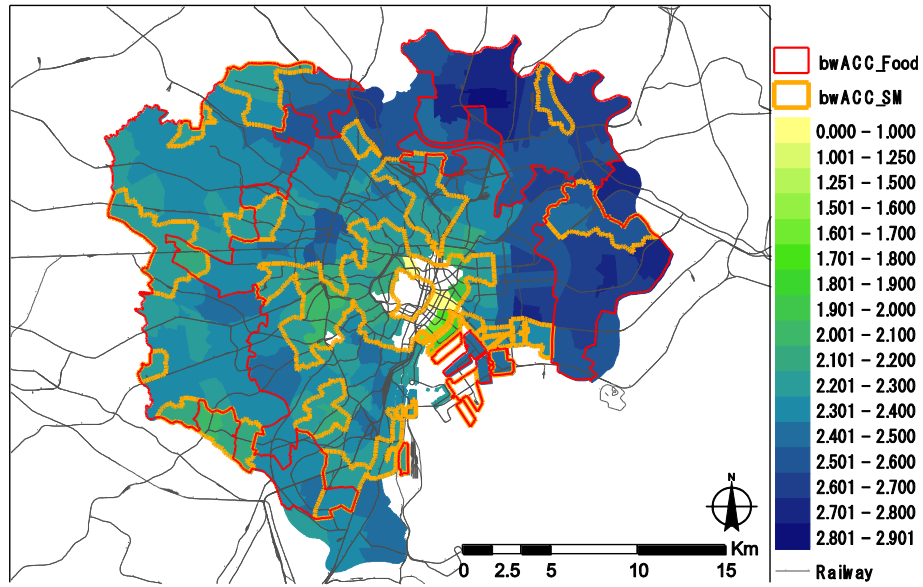 bwACC_Food
bwACC_SM
0.000 - 1.000
1.001 - 1.250
1.251 - 1.500
1.501 - 1.600
1.601 - 1.700
1.701 - 1.800
1.801 - 1.900
1.901 - 2.000
2.001 - 2.100
2.101 - 2.200
2.201 - 2.300
2.301 - 2.400
2.401 - 2.500
2.501 - 2.600
2.601 - 2.700
2.701 - 2.800
2.801 - 2.901
Railway
N
Km
0 2.5 5 10 15